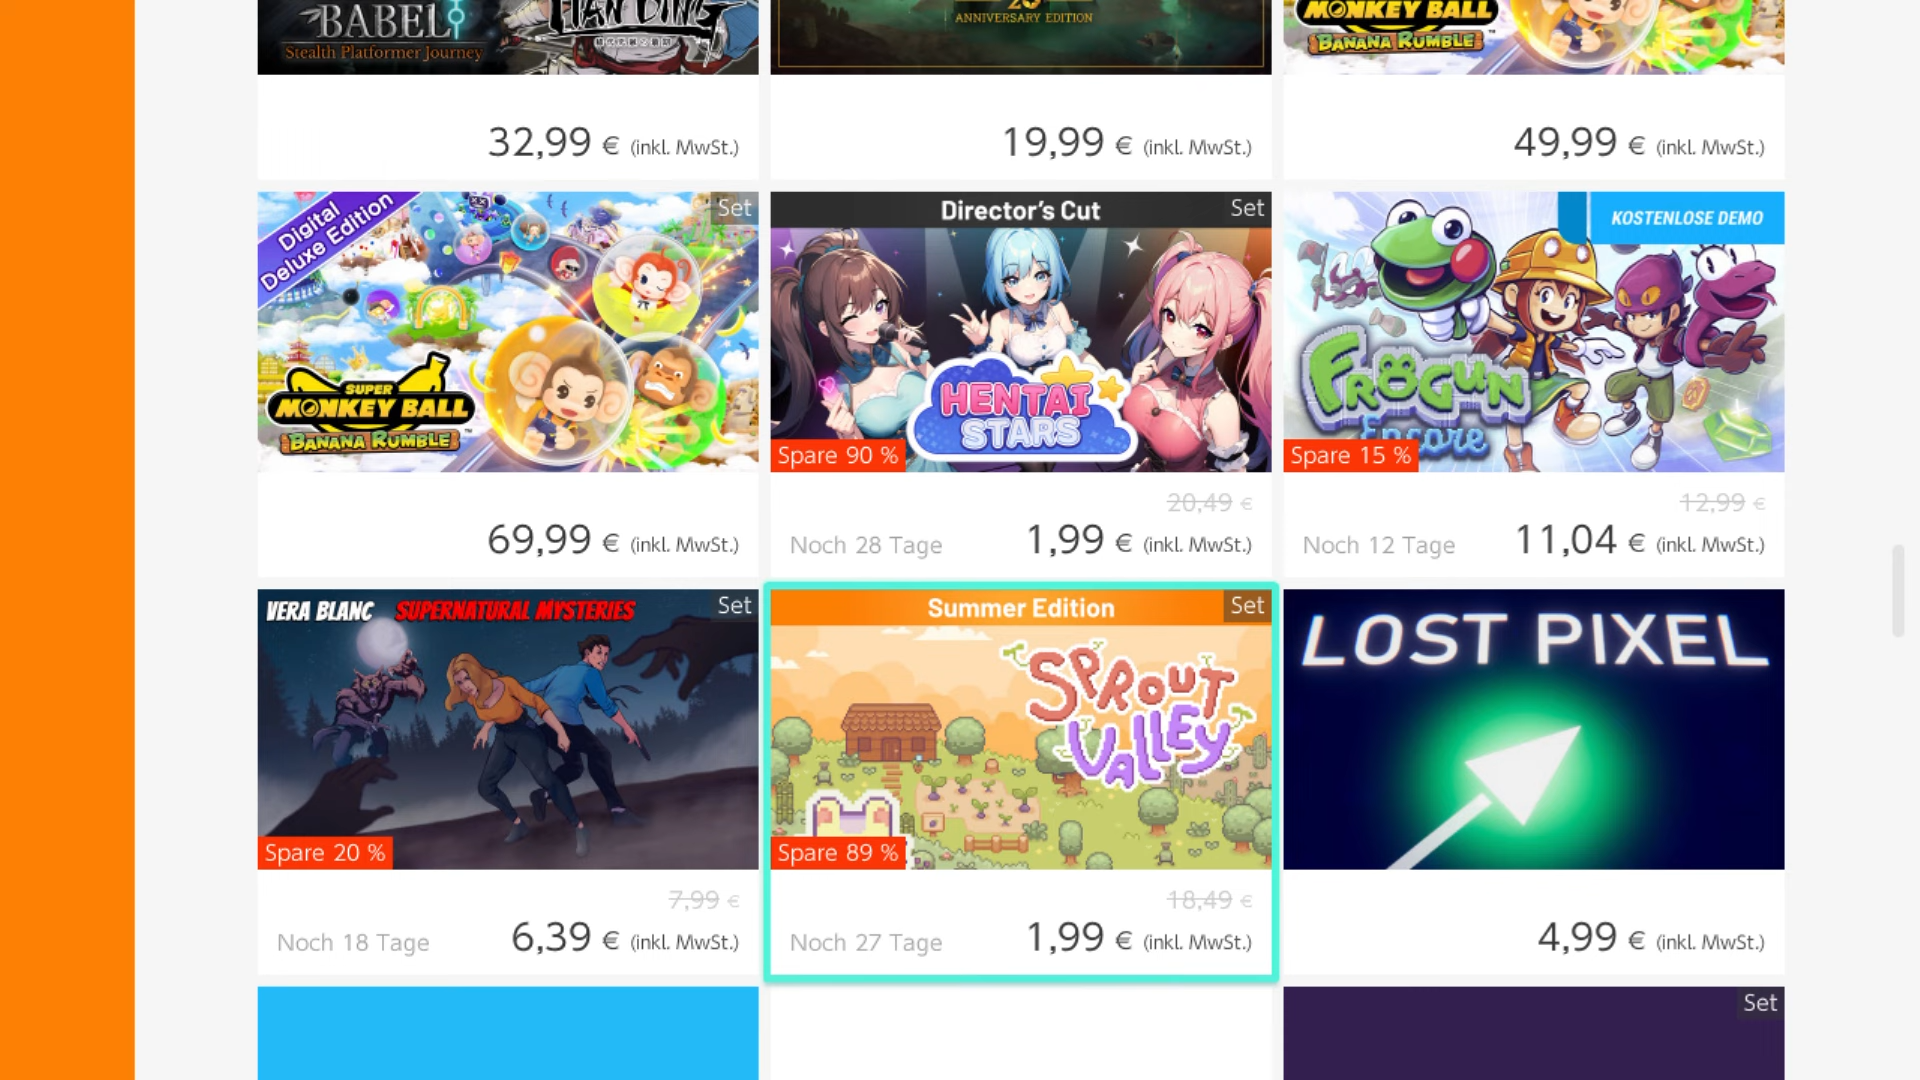 BABEL
Stealth Platformer Journey
ANNIVERSARY EDITION
MONKEY BALL
BANANA RUMBLE
32,99 € (inkl. MwSt.)
19,99 € (inkl. MwSt.)
49,99 € (inkl. MwSt.)
Digital
Deluxe Edition
Set
SUPER
MONKEY BALL
BANANA RUMBLE™
69,99 € (inkl. MwSt.)
Director's Cut
Set
HENTAI
STARS
Spare 90 %
20,49 €
Noch 28 Tage
1,99 € (inkl. MwSt.)
KOSTENLOSE DEMO
FROGUN
Encore
Spare 15 %
12,99 €
Noch 12 Tage
11,04 € (inkl. MwSt.)
VERA BLANC SUPERNATURAL MYSTERIES
Set
Spare 20 %
7,99 €
Noch 18 Tage
6,39 € (inkl. MwSt.)
Summer Edition
Set
SPROUT
VALLEY
Spare 89 %
18,49 €
Noch 27 Tage
1,99 € (inkl. MwSt.)
LOST PIXEL
4,99 € (inkl. MwSt.)
Set